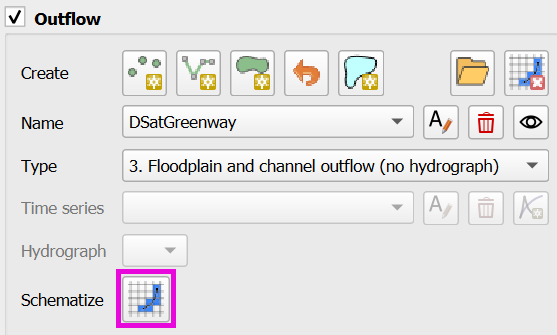 Outflow
Create
Name DSatGreenway
Type 3. Floodplain and channel outflow (no hydrograph)
Time series
Hydrograph
Schematize